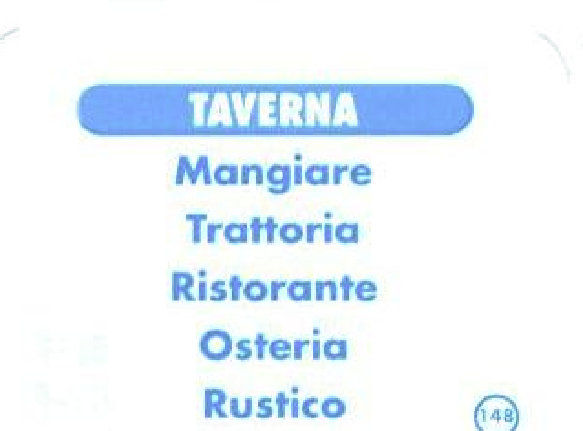 TAVERNA
Mangiare
Trattoria
Ristorante
Osteria
Rustico
148